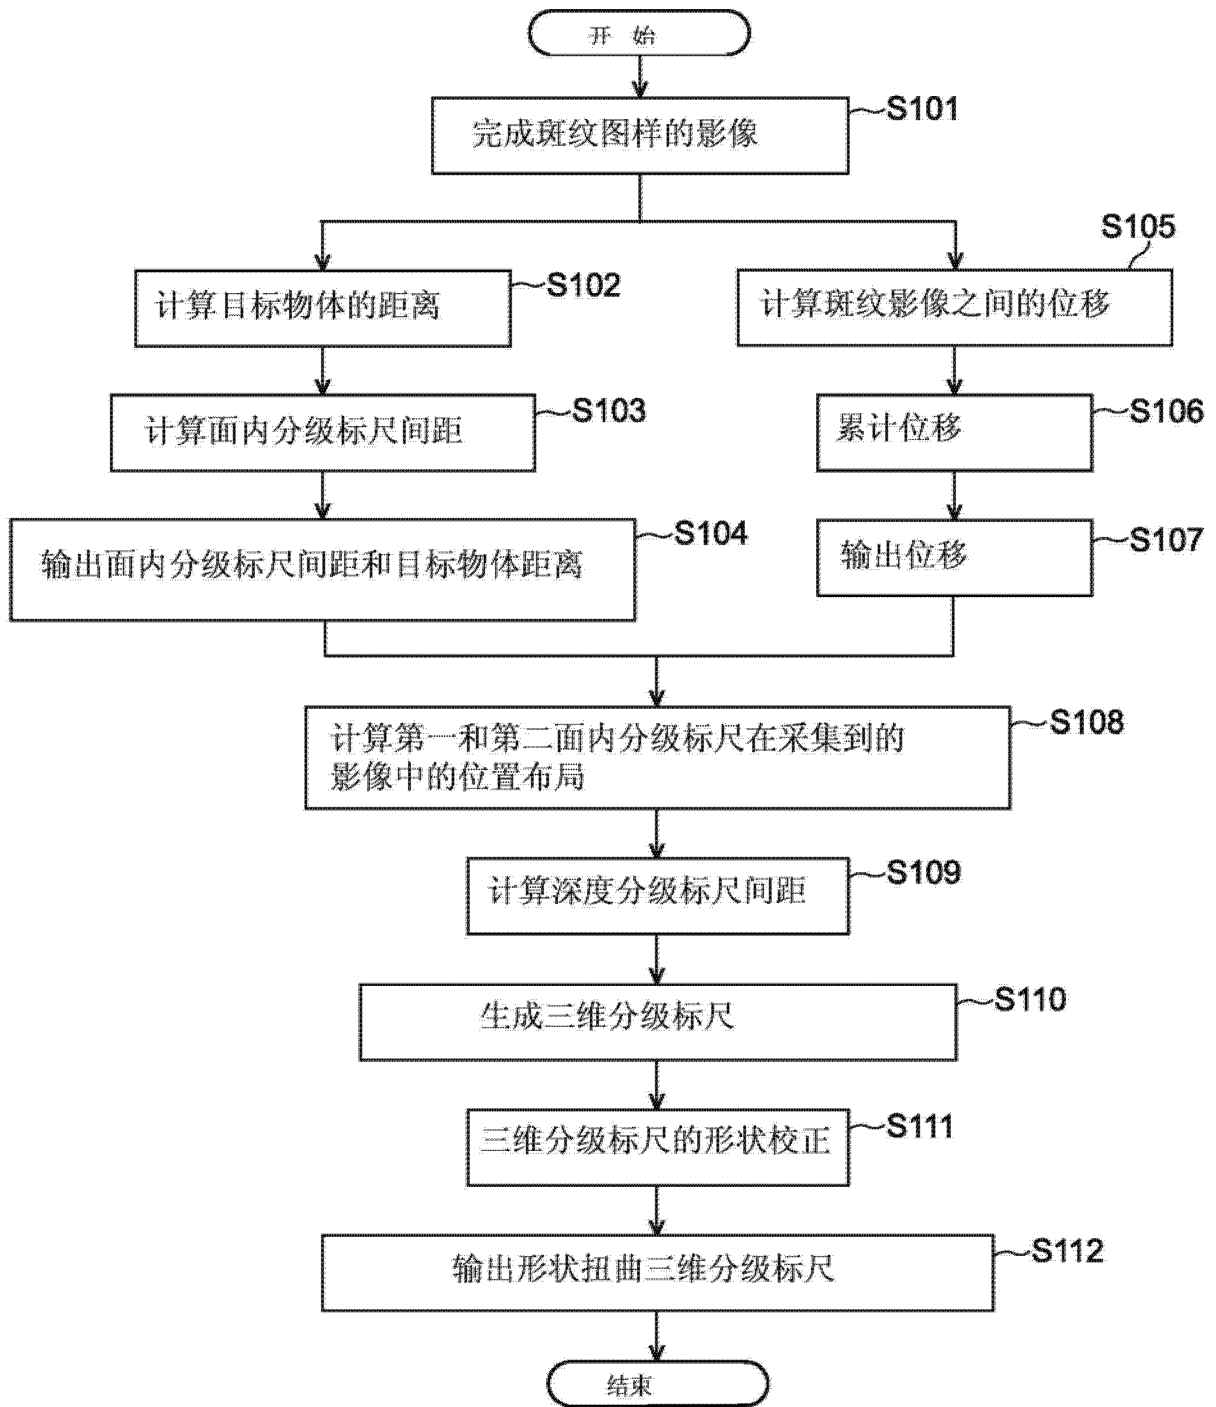 开 始
完成斑纹图样的影像
S101
计算目标物体的距离
S102
计算面内分级标尺间距
S103
输出面内分级标尺间距和目标物体距离
S104
S105
计算斑纹影像之间的位移
累计位移
S106
输出位移
S107
计算第一和第二面内分级标尺在采集到的
影像中的位置布局
S108
计算深度分级标尺间距
S109
生成三维分级标尺
S110
三维分级标尺的形状校正
S111
输出形状扭曲三维分级标尺
S112
结束